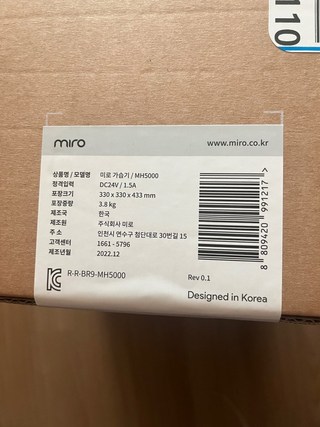 110
miro
www.miro.co.kr
상품명 / 모델명 미로 가습기 / MH5000
정격입력 DC24V / 1.5A
포장크기 330 x 330 x 433 mm
포장중량 3.8 kg
제조국 한국
제조원 주식회사 미로
주 소 인천시 연수구 첨단대로 30번길 15
고객센터 1661 - 5796
제조년월 2022.12
8 809420 991217 >
R-R-BR9-MH5000
Rev 0.1
Designed in Korea